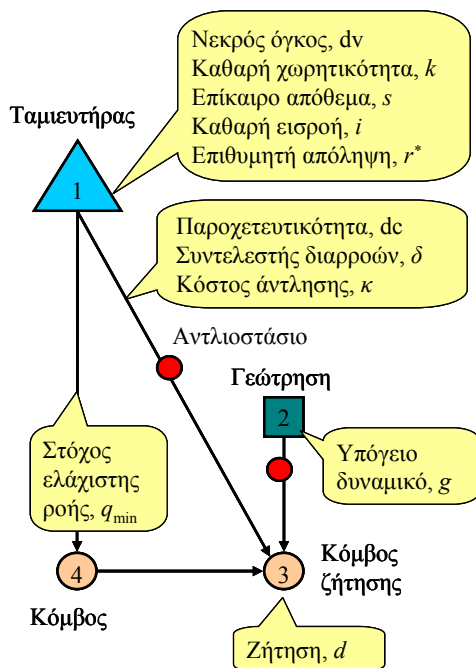 Νεκρός όγκος, dv
Καθαρή χωρητικότητα, k
Επίκαιρο απόθεμα, s
Καθαρή εισροή, i
Επιθυμητή απόληψη, r*
Ταμιευτήρας
1
Παροχετευτικότητα, dc
Συντελεστής διαρροών, δ
Κόστος άντλησης, κ
Αντλιοστάσιο
Γεώτρηση
2
Στόχος
ελάχιστης
ροής, qmin
Υπόγειο
δυναμικό, g
4
3
Κόμβος
Κόμβος
ζήτησης
Ζήτηση, d